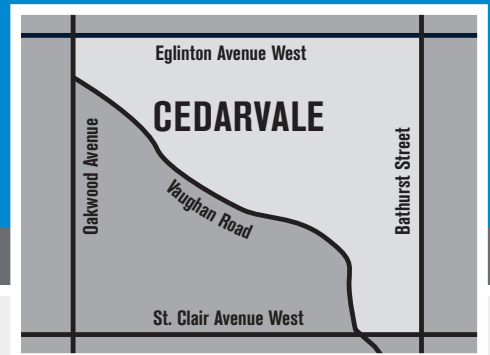 Eglinton Avenue West
CEDARVALE
Oakwood Avenue
Bathurst Street
Vaughan Road
St. Clair Avenue West